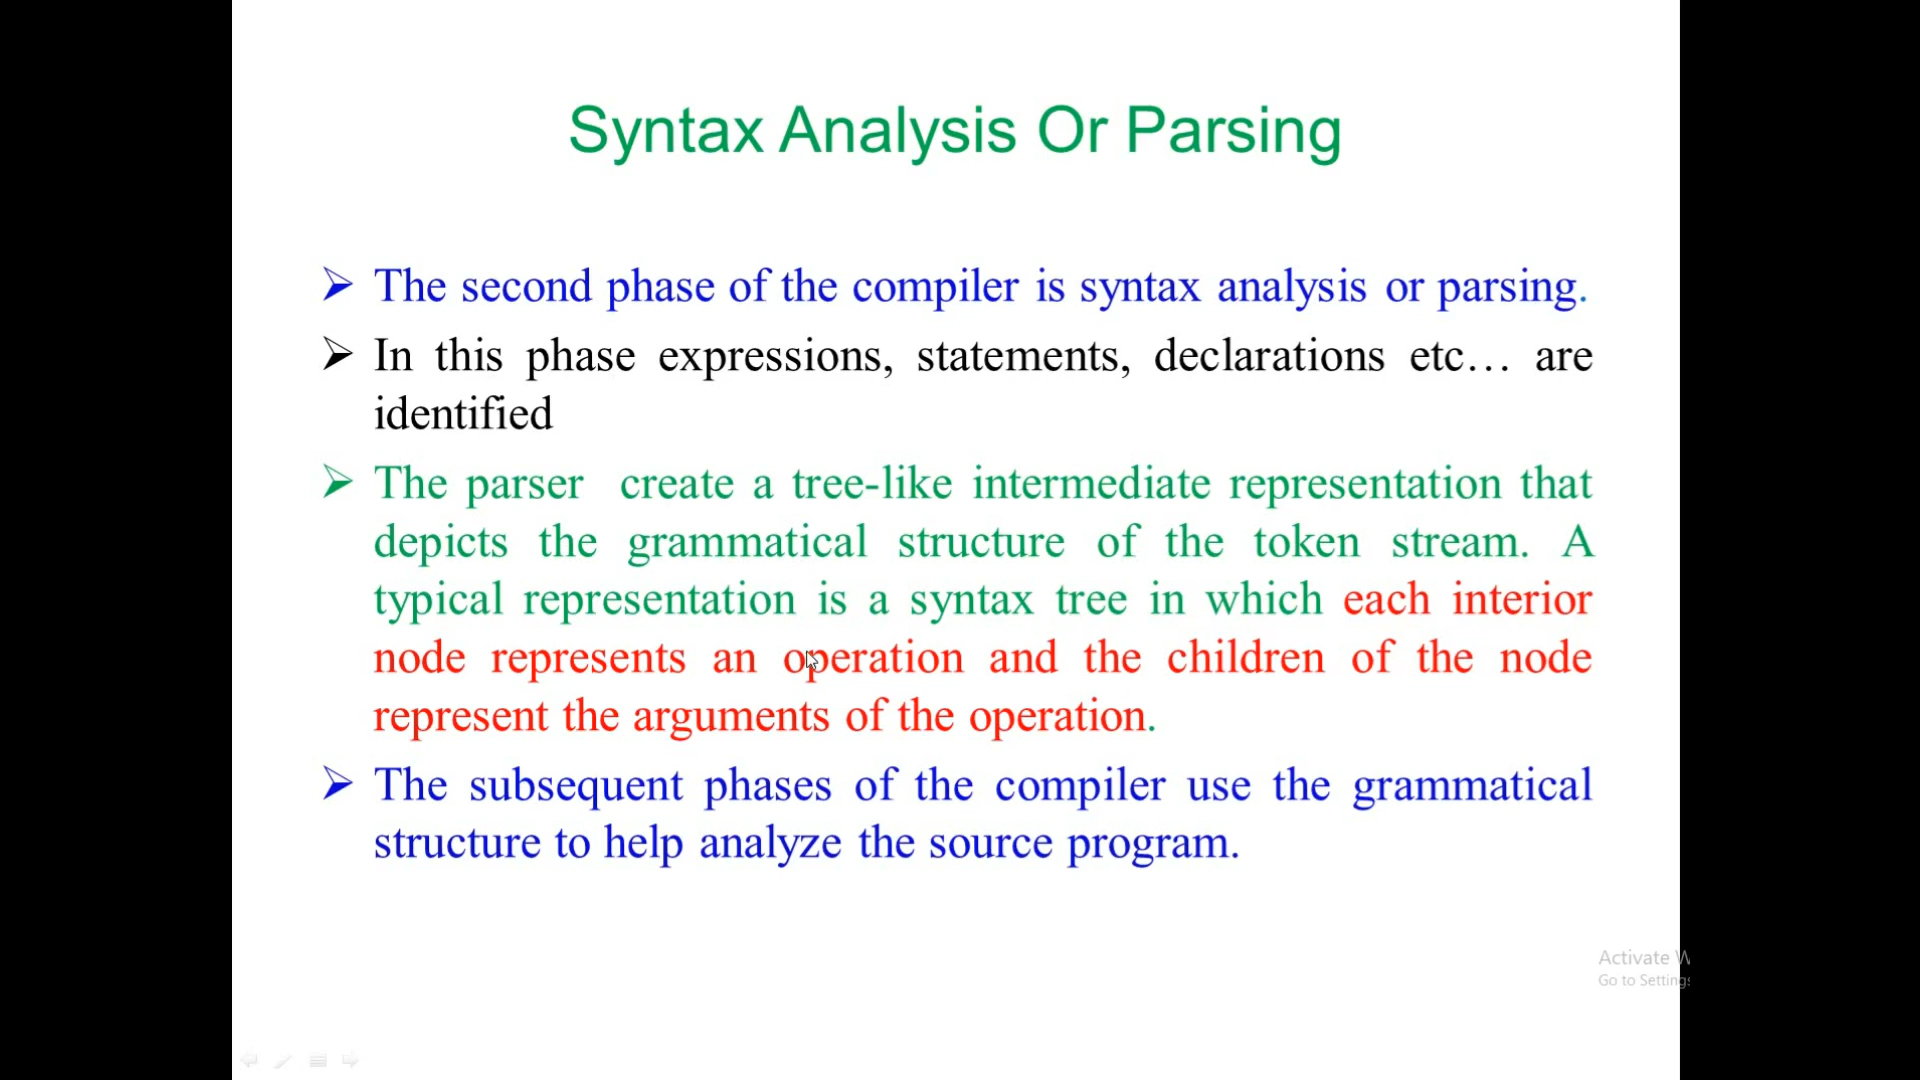 Syntax Analysis Or Parsing
The second phase of the compiler is syntax analysis or parsing.
In this phase expressions, statements, declarations etc… are
identified
The parser create a tree-like intermediate representation that
depicts the grammatical structure of the token stream. A
typical representation is a syntax tree in which each interior
node represents an operation and the children of the node
represent the arguments of the operation.
The subsequent phases of the compiler use the grammatical
structure to help analyze the source program.
Activate W
Go to Settings